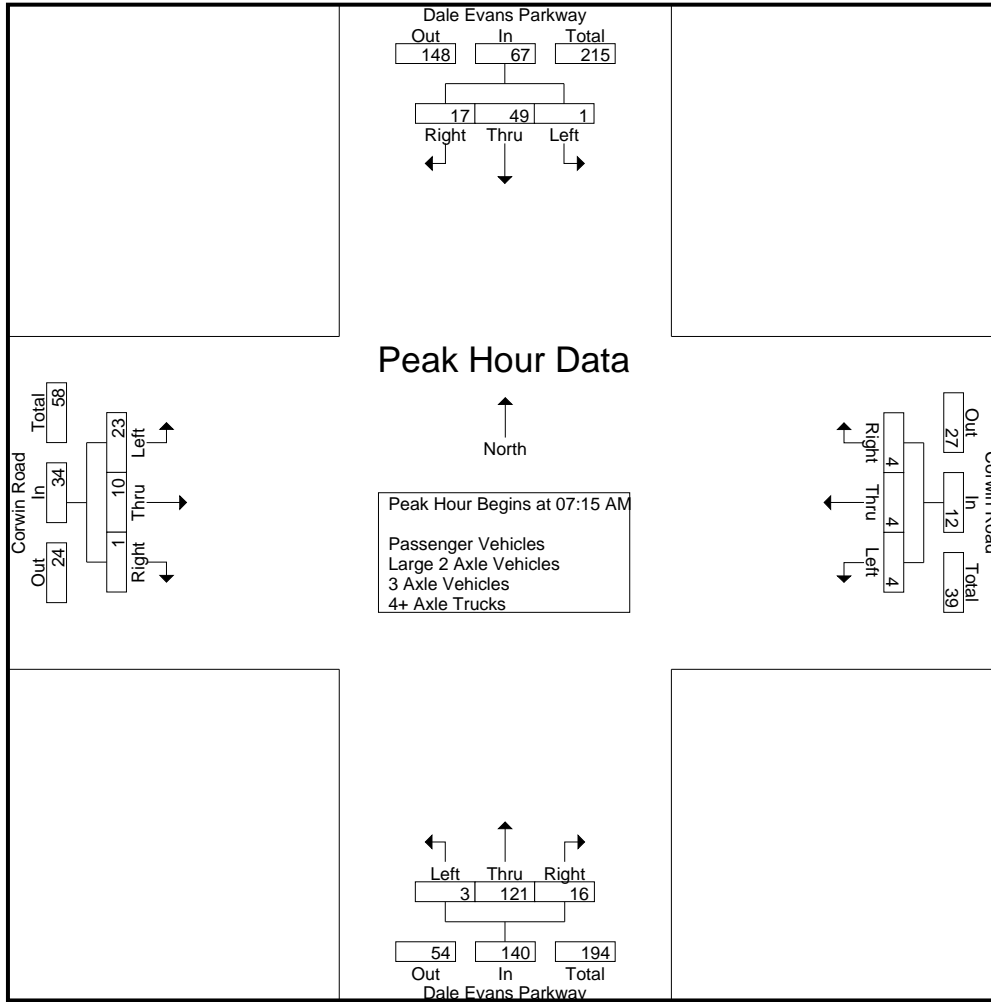 Dale Evans Parkway
Out In Total
148 67 215
17 49 1
Right Thru Left
Peak Hour Data
North
Peak Hour Begins at 07:15 AM
Passenger Vehicles
Large 2 Axle Vehicles
3 Axle Vehicles
4+ Axle Trucks
Corwin Road
Total In Out
58 34 24
23 10 1
Left Thru Right
Right Thru Left
4 4 4
Out In Total
27 12 39
Corwin Road
Left Thru Right
3 121 16
54 140 194
Out In Total
Dale Evans Parkway